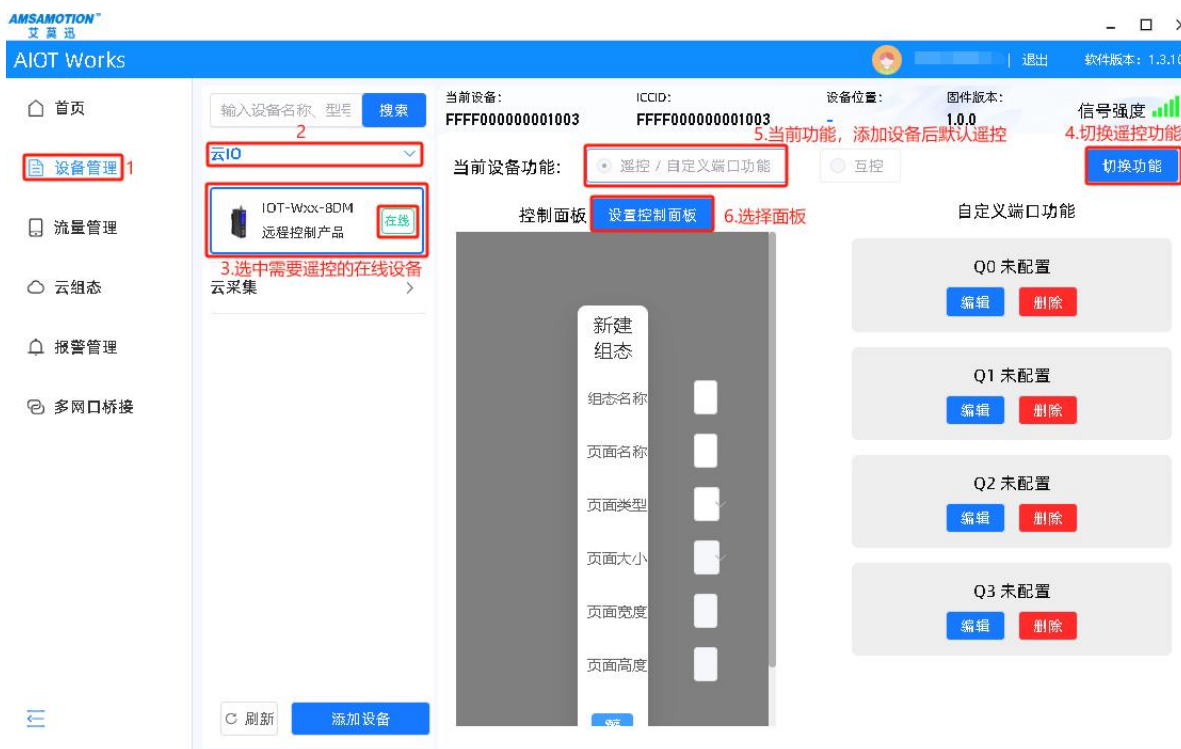 AMSAMOTION
艾莫迅
AIOT Works
退出
软件版本：1.3.10
首页
设备管理 1
流量管理
云组态
报警管理
多网口桥接
输入设备名称、型号
搜索
2
云IO
IOT-Wxx-8DM
远程控制产品
在线
3.选中需要遥控的在线设备
云采集
刷新
添加设备
当前设备：
FFFF000000001003
ICCID:
FFFF000000001003
设备位置：
-
固件版本：
1.0.0
信号强度
5.当前功能，添加设备后默认遥控
4.切换遥控功能
当前设备功能：
遥控 / 自定义端口功能
互控
切换功能
控制面板
设置控制面板
6.选择面板
新建
组态
组态名称
页面名称
页面类型
页面大小
页面宽度
页面高度
自定义端口功能
Q0 未配置
编辑 删除
Q1 未配置
编辑 删除
Q2 未配置
编辑 删除
Q3 未配置
编辑 删除